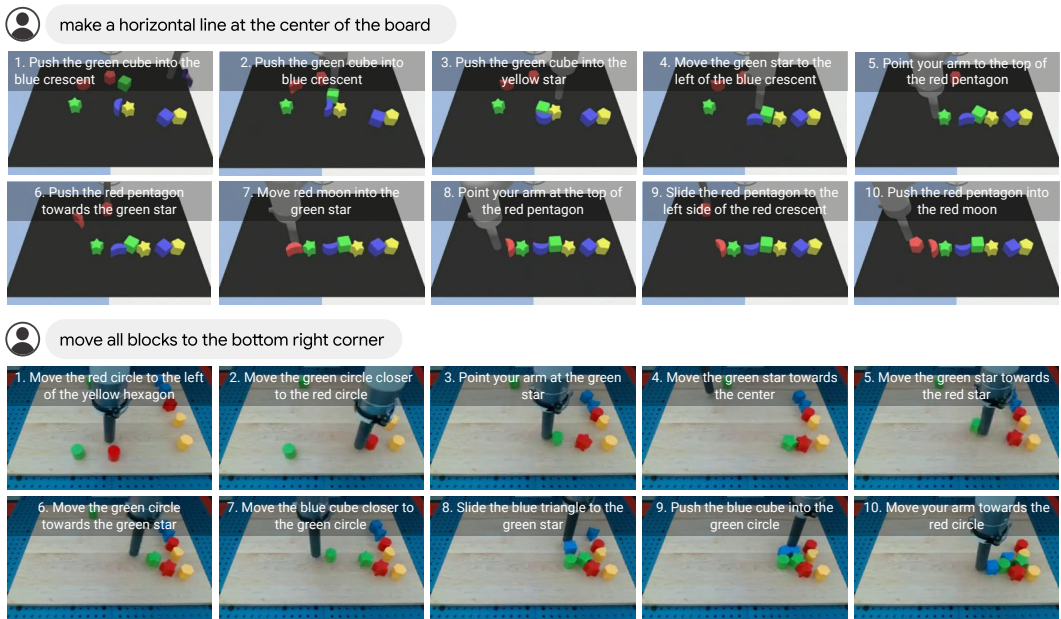 make a horizontal line at the center of the board
1. Push the green cube into the
blue crescent
2. Push the green cube into
blue crescent
3. Push the green cube into the
yellow star
4. Move the green star to the
left of the blue crescent
5. Point your arm to the top of
the red pentagon
6. Push the red pentagon
towards the green star
7. Move red moon into the
green star
8. Point your arm at the top of
the red pentagon
9. Slide the red pentagon to the
left side of the red crescent
10. Push the red pentagon into
the red moon
move all blocks to the bottom right corner
1. Move the red circle to the left
of the yellow hexagon
2. Move the green circle closer
to the red circle
3. Point your arm at the green
star
4. Move the green star towards
the center
5. Move the green star towards
the red star
6. Move the green circle
towards the green star
7. Move the blue cube closer to
the green circle
8. Slide the blue triangle to the
green star
9. Push the blue cube into the
green circle
10. Move your arm towards the
red circle